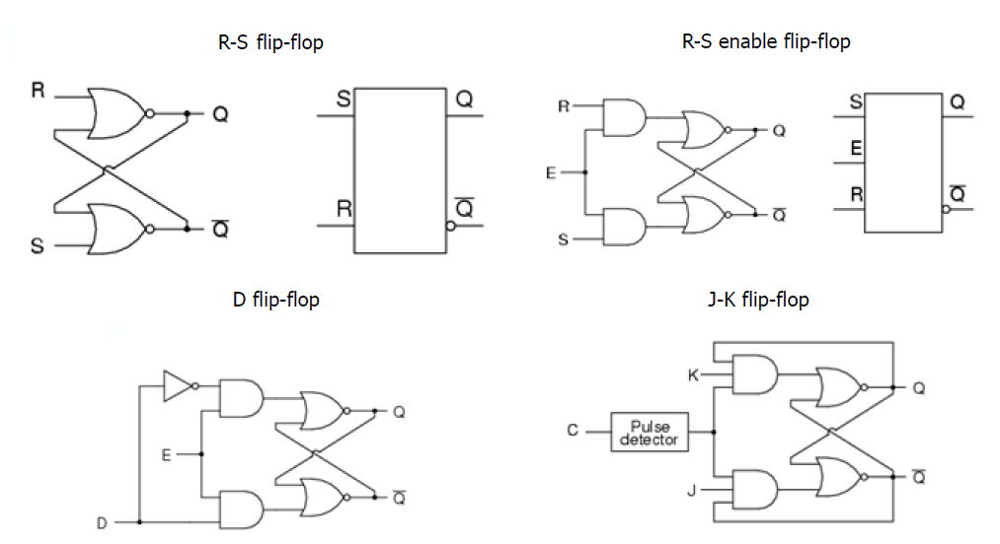 R-S flip-flop
R
Q
S
Q̅
S
Q
R
Q̅
R-S enable flip-flop
R
Q
E
S
Q̅
S
Q
E
R
Q̅
D flip-flop
Q
E
D
Q̅
J-K flip-flop
K
Q
C
Pulse
detector
J
Q̅